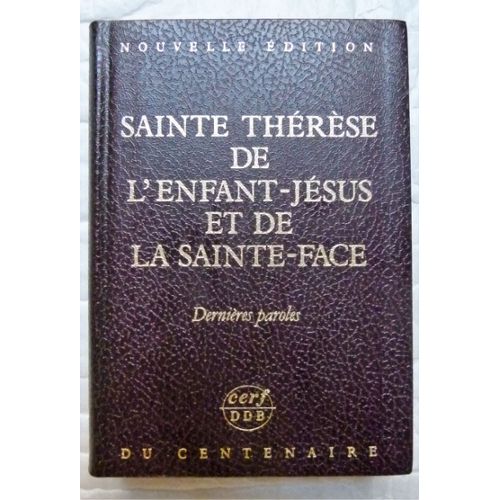 NOUVELLE ÉDITION
SAINTE THÉRÈSE
DE
L'ENFANT-JÉSUS
ET DE
LA SAINTE-FACE
Dernières paroles
cerf
DDB
DU CENTENAIRE